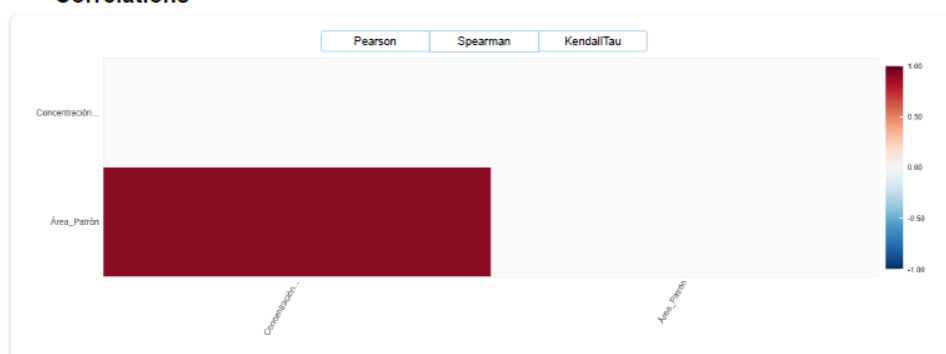 Correlations
Pearson Spearman KendallTau
1.00
Concentración...
0.50
0.00
Área_Patrón
-0.50
-1.00
Concentración...
Área_Patrón